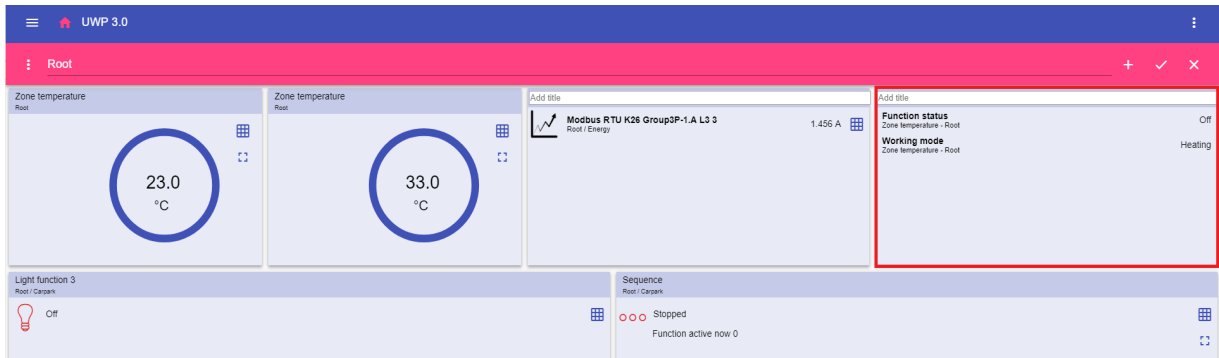 UWP 3.0
Root
Zone temperature
Root
23.0
°C
Zone temperature
Root
33.0
°C
Add title
Modbus RTU K26 Group3P-1.A L3 3
Root / Energy
1.456 A
Add title
Function status
Zone temperature - Root
Off
Working mode
Zone temperature - Root
Heating
Light function 3
Root / Carpark
Off
Sequence
Root / Carpark
Stopped
Function active now 0